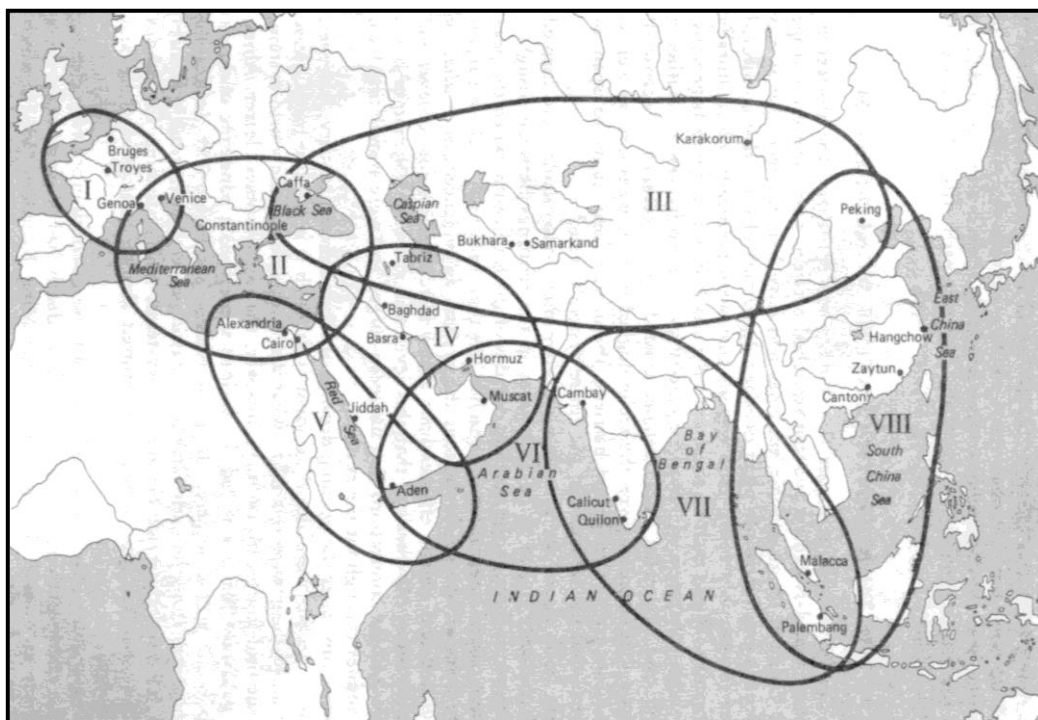 Karakorum
Bruges
Troyes
I
Genoa
Venice
Caffa
Black Sea
Caspian
Sea
III
Peking
Constantinople
II
Bukhara
Samarkand
Mediterranean
Sea
Tabriz
Baghdad
East
China
Sea
Alexandria
Cairo
Basra
IV
Hangchow
Hormuz
Zaytun
Canton
Red
Sea
Jiddah
V
Muscat
Cambay
VIII
VI
Arabian
Sea
Bay
of
Bengal
South
China
Sea
Aden
Calicut
Quilon
VII
Malacca
INDIAN OCEAN
Palembang